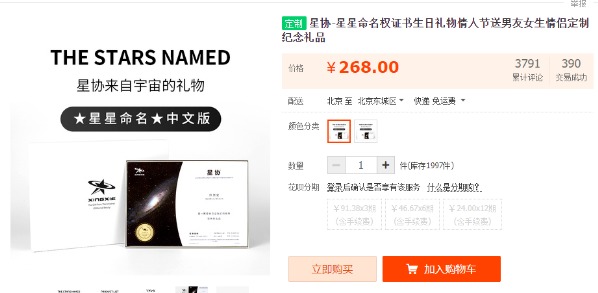 举报
THE STARS NAMED
星协来自宇宙的礼物
★星星命名★中文版
XINGXIE
星协
定制 星协-星星命名权证书生日礼物情人节送男友女生情侣定制
纪念礼品
价格
¥268.00
3791
累计评论
390
交易成功
配送
北京 至 北京东城区 快递 免运费
颜色分类
数量
- 1 + 件(库存1997件)
花呗分期
登录后确认是否享有该服务 什么是分期购?
¥91.38x3期
(含手续费)
¥46.67x6期
(含手续费)
¥24.00x12期
(含手续费)
立即购买
加入购物车